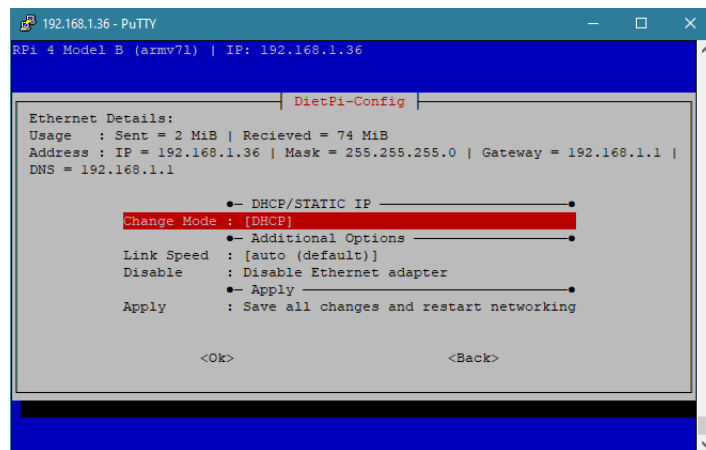 192.168.1.36 - PuTTY
RPi 4 Model B (armv7l) | IP: 192.168.1.36
DietPi-Config
Ethernet Details:
Usage : Sent = 2 MiB | Recieved = 74 MiB
Address : IP = 192.168.1.36 | Mask = 255.255.255.0 | Gateway = 192.168.1.1 |
DNS = 192.168.1.1
●─ DHCP/STATIC IP ─●
Change Mode : [DHCP]
●─ Additional Options ─●
Link Speed : [auto (default)]
Disable : Disable Ethernet adapter
●─ Apply ─●
Apply : Save all changes and restart networking
<Ok> <Back>